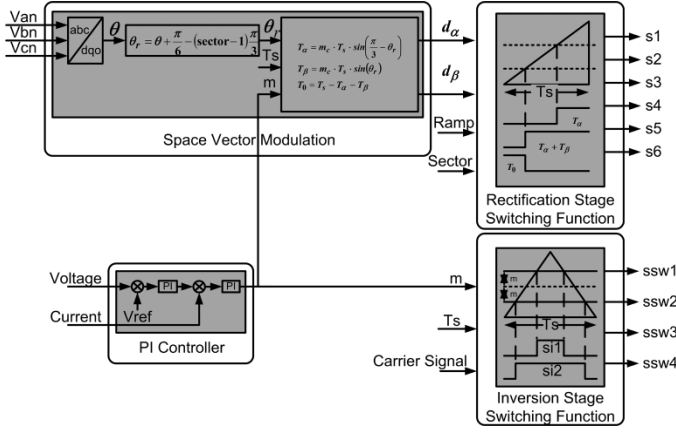 Van
Vbn
Vcn
abc
dqo
θ
θr = θ + π/6 − (sector−1) π/3
θr
Ts
m
Tα = mc · Ts · sin(π/3 − θr)
Tβ = mc · Ts · sin(θr)
T0 = Ts − Tα − Tβ
Space Vector Modulation
dα
dβ
Ramp
Sector
Ts
Tα
Tα + Tβ
T0
s1
s2
s3
s4
s5
s6
Rectification Stage
Switching Function
Voltage
Current
PI
PI
Vref
PI Controller
m
Ts
Carrier Signal
m
m
Ts
si1
si2
ssw1
ssw2
ssw3
ssw4
Inversion Stage
Switching Function